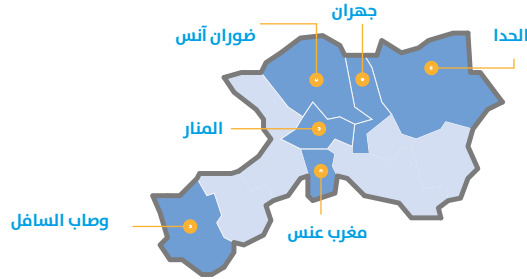 جهران
ضوران آنس
الحدا
المنار
وصاب السافل
مغرب عنس